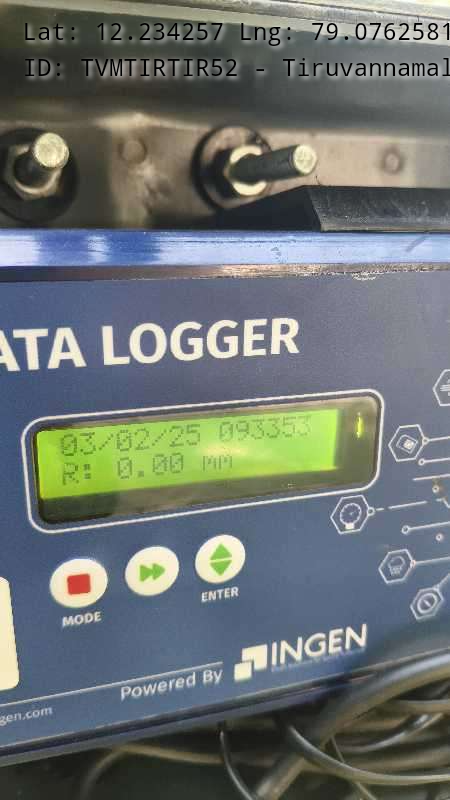 Lat: 12.234257 Lng: 79.0762581
ID: TVMTIRTIR52 - Tiruvannamal
ATA LOGGER
03/02/25 093353
R: 0.00 mm
MODE
ENTER
Powered By INGEN
gen.com